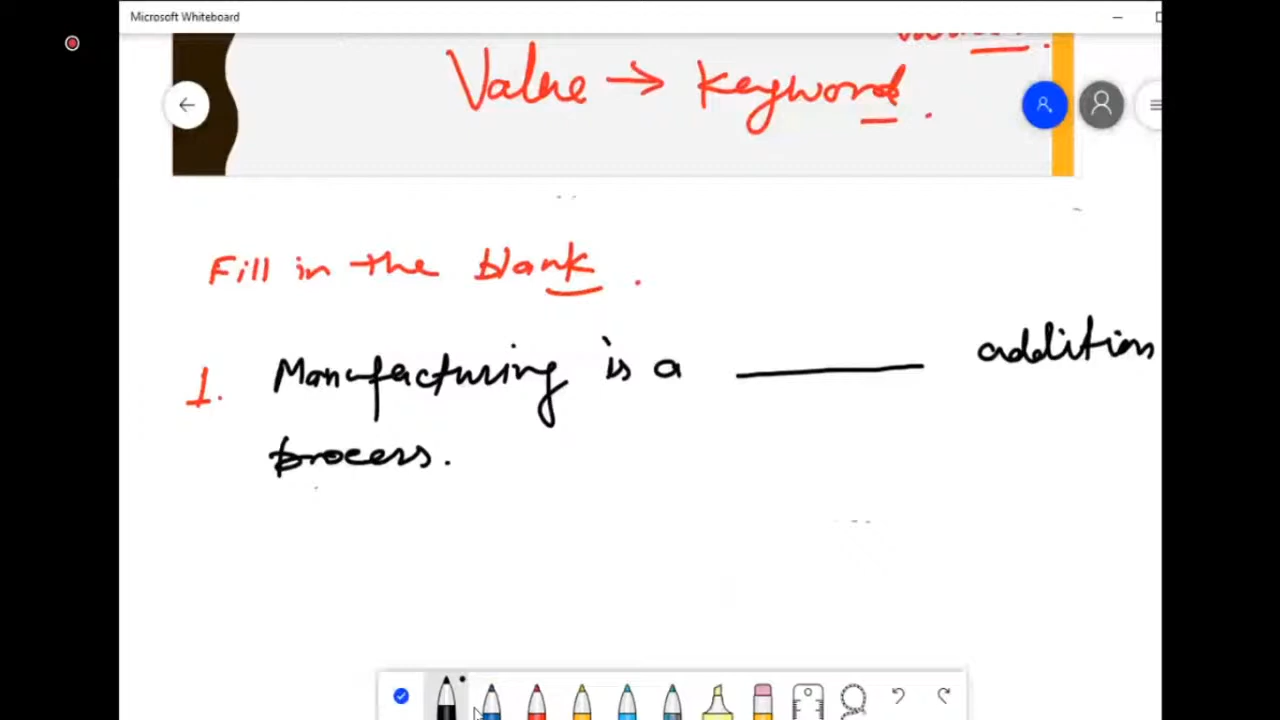 Microsoft Whiteboard
Value → Keyword.
Fill in the blank.
1. Manufacturing is a ______ addition
process.